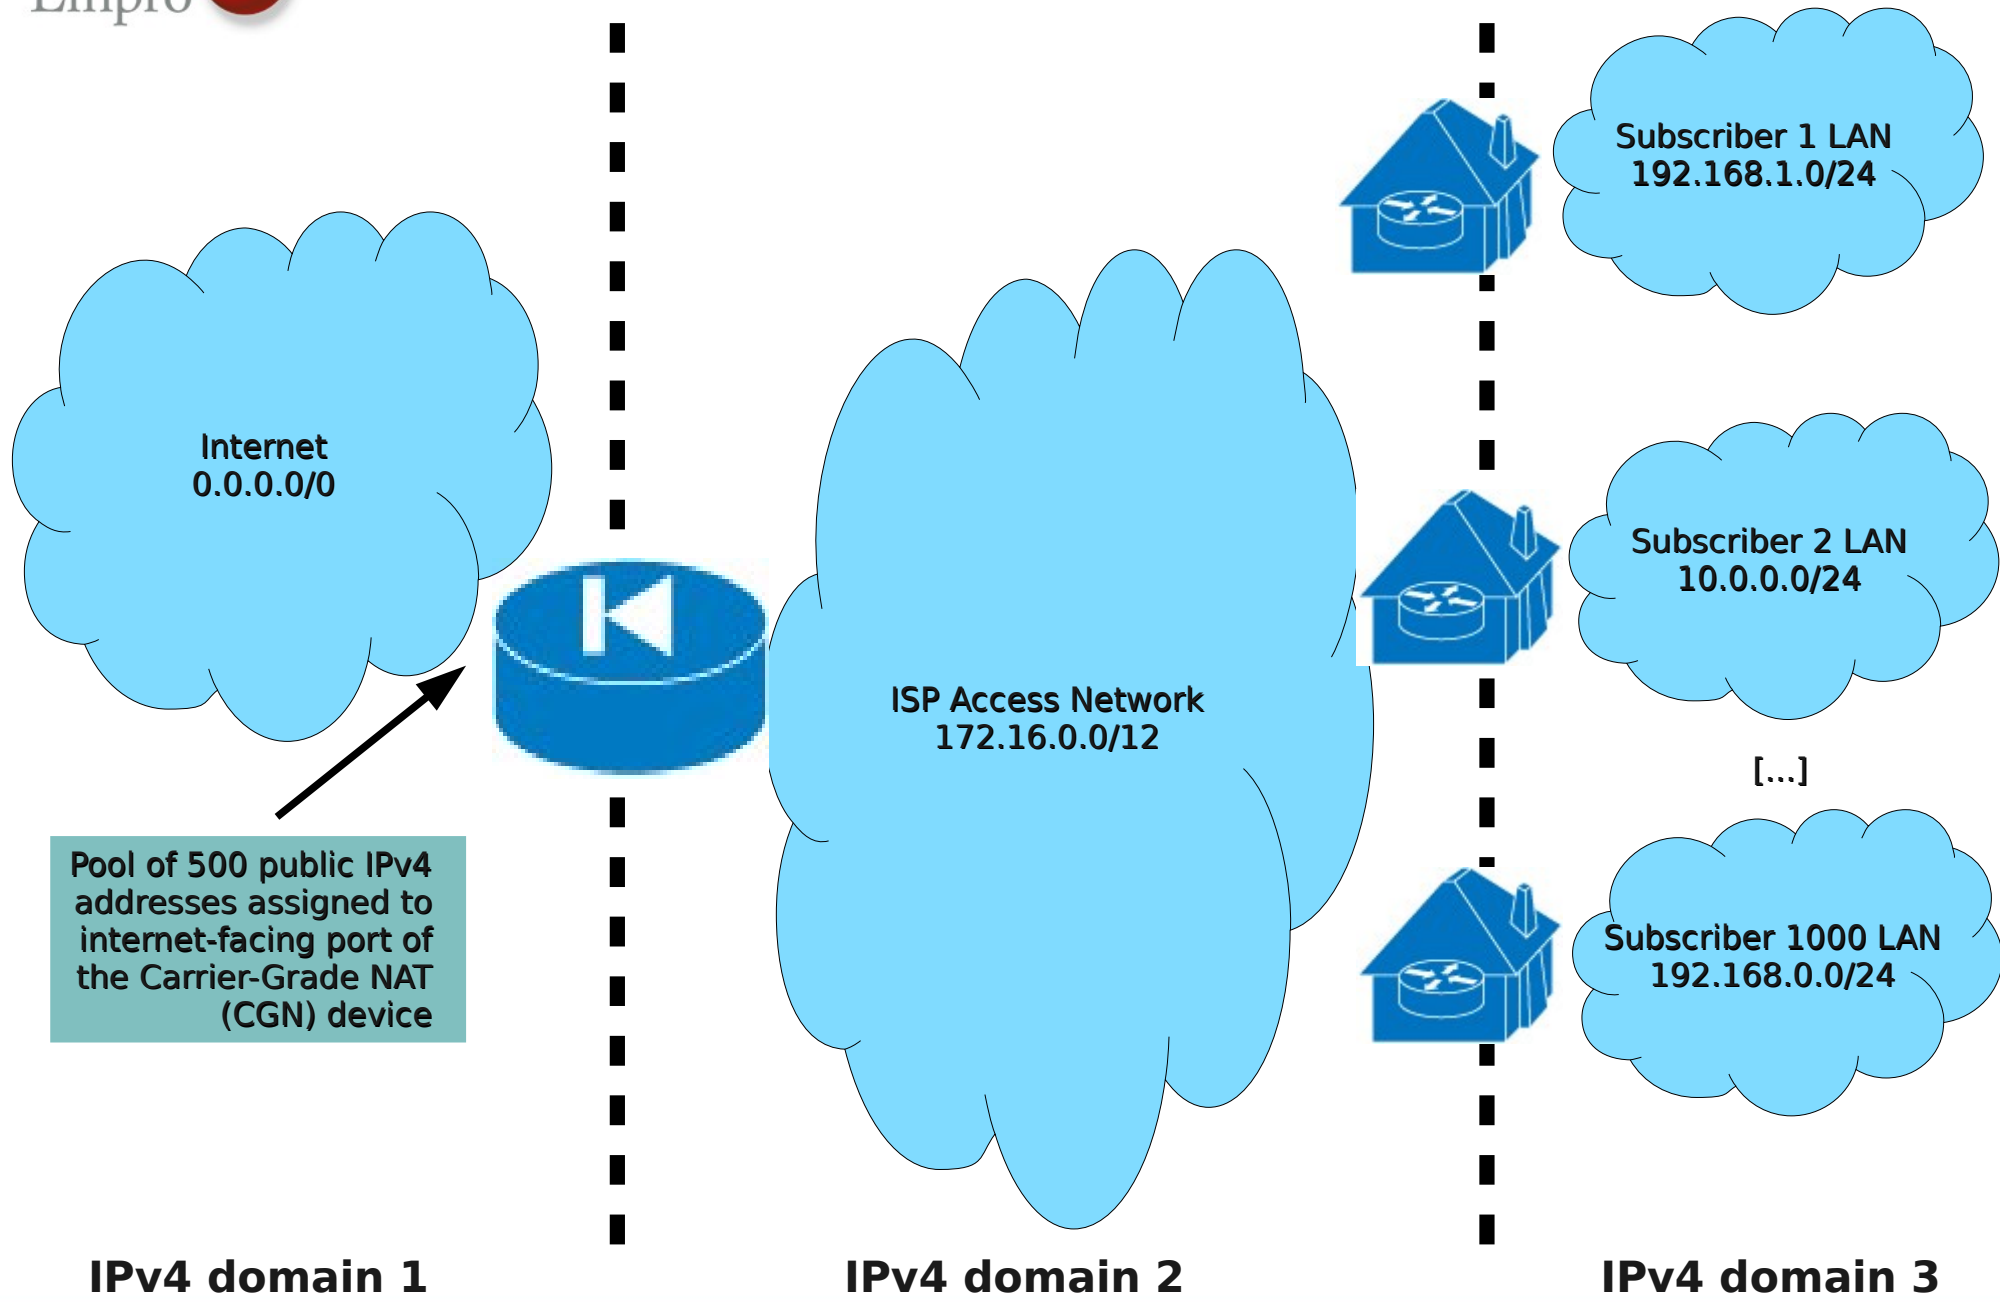 Linpro
Subscriber 1 LAN
192.168.1.0/24
Internet
0.0.0.0/0
Subscriber 2 LAN
10.0.0.0/24
ISP Access Network
172.16.0.0/12
[...]
Pool of 500 public IPv4
addresses assigned to
internet-facing port of
the Carrier-Grade NAT
(CGN) device
Subscriber 1000 LAN
192.168.0.0/24
IPv4 domain 1
IPv4 domain 2
IPv4 domain 3